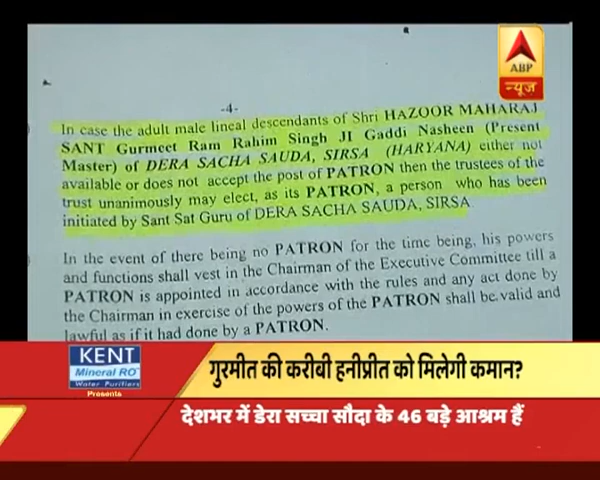 ABP
न्यूज़
-4-
In case the adult male lineal descendants of Shri HAZOOR MAHARAJ
SANT Gurmeet Ram Rahim Singh JI Gaddi Nasheen (Present
Master) of DERA SACHA SAUDA, SIRSA (HARYANA) either not
available or does not accept the post of PATRON then the trustees of the
trust unanimously may elect, as its PATRON, a person who has been
initiated by Sant Sat Guru of DERA SACHA SAUDA, SIRSA
In the event of there being no PATRON for the time being, his powers
and functions shall vest in the Chairman of the Executive Committee till a
PATRON is appointed in accordance with the rules and any act done by
the Chairman in exercise of the powers of the PATRON shall be valid and
lawful as if it had done by a PATRON.
KENT
Mineral RO
Water Purifiers
Presents
गुरमीत की करीबी हनीप्रीत को मिलेगी कमान?
देशभर में डेरा सच्चा सौदा के 46 बड़े आश्रम हैं